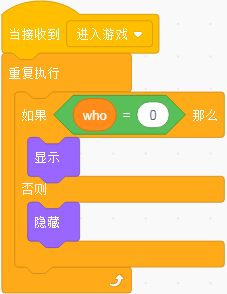 当接收到 进入游戏
重复执行
如果 who = 0 那么
显示
否则
隐藏